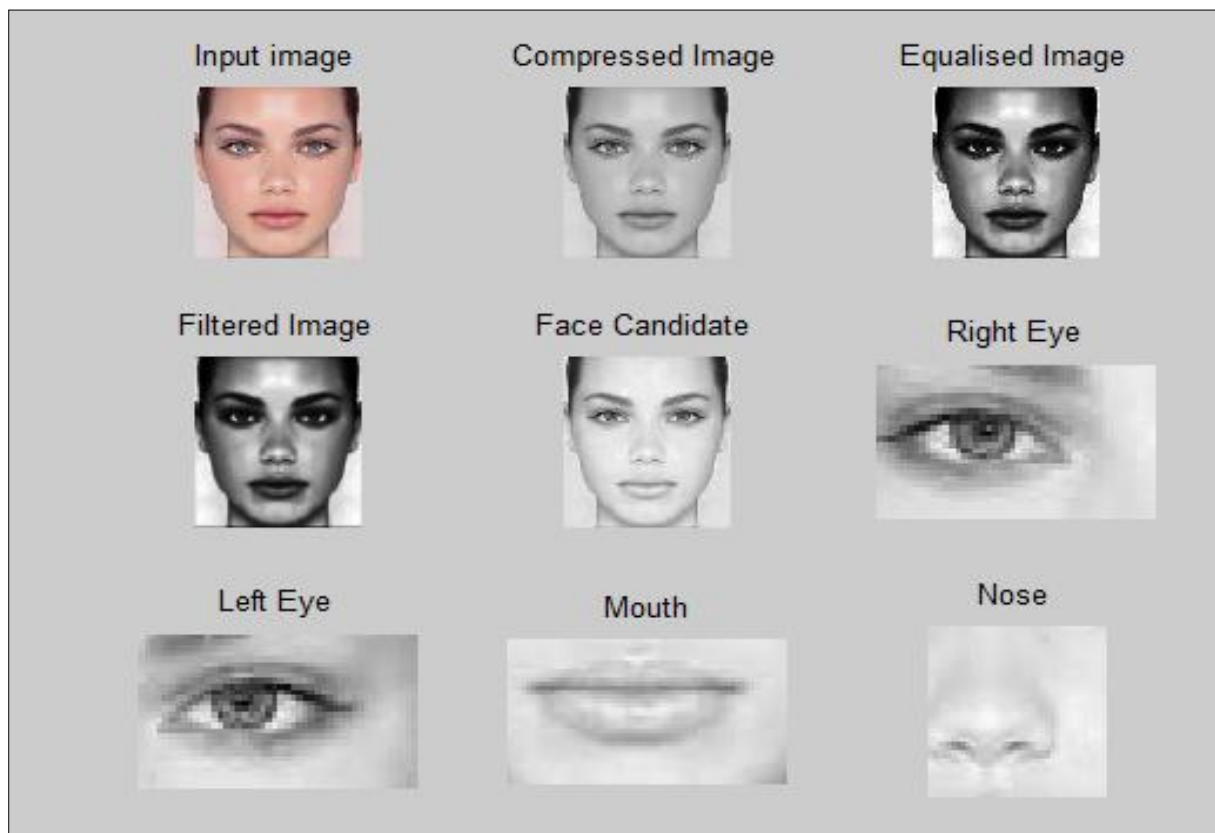 Input image
Compressed Image
Equalised Image
Filtered Image
Face Candidate
Right Eye
Left Eye
Mouth
Nose